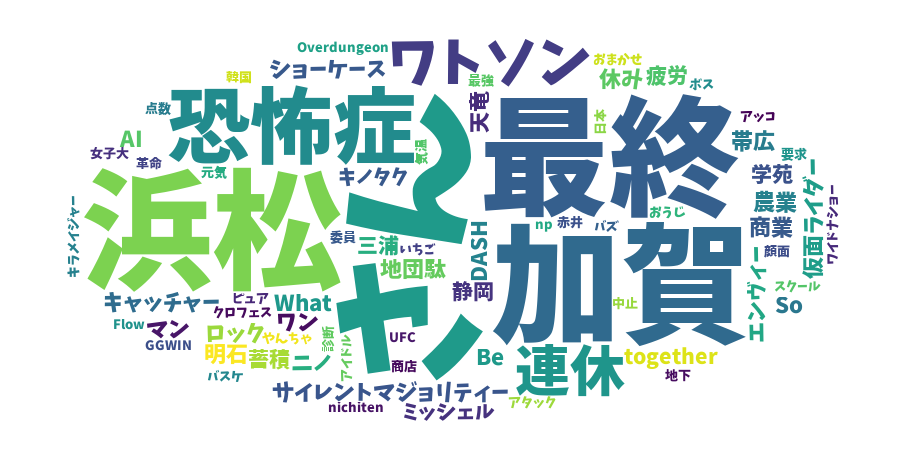 Overdungeon
ワトソン
おまかせ
韓国
ショーケース
最強
休み
疲労
ボス
点数
恐怖症
天竜
日本
アッコ
AI
気温
最終
帯広
女子大
革命
元気
キノタク
学苑
要求
浜松
ん
おうじ
農業
ライダー
np
赤井
バズ
商業
ワイドナショー
キラメイジャー
委員
三浦
いちご
DASH
加賀
顔面
仮面
地団駄
ヤン
静岡
エンヴィー
スクール
キャッチャー
ピュア
What
中止
So
クロフェス
Flow
マン
ワン
GGWIN
ロック
やんちゃ
診断
UFC
明石
蓄積
ニノ
アイドル
商店
Be
連休
together
バスケ
地下
サイレントマジョリティー
nichiten
ミッシェル
アタック